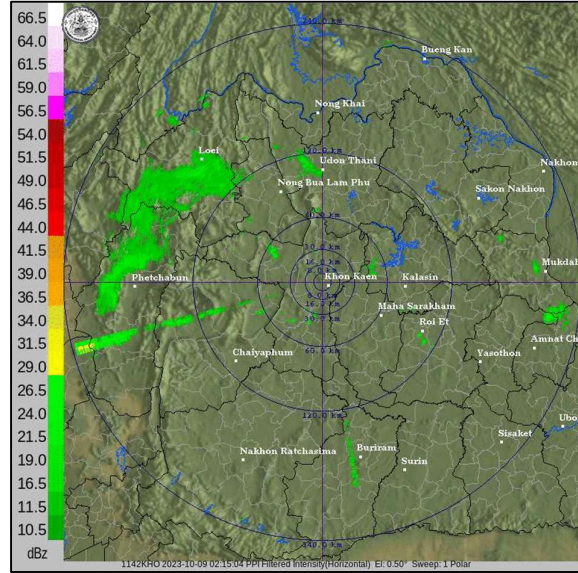 66.5
64.0
61.5
59.0
56.5
54.0
51.5
49.0
46.5
44.0
41.5
39.0
36.5
34.0
31.5
29.0
26.5
24.0
21.5
19.0
16.5
13.0
10.5
dBz
Bueng Kan
Nong Khai
Loei
Udon Thani
Nakhon
Nong Bua Lam Phu
Sakon Nakhon
Mukdah
Phetchabun
Khon Kaen
Kalasin
Maha Sarakham
Roi Et
Chaiyaphum
Yasothon
Amnat Ch
Ubo
Sisaket
Nakhon Ratchasima
Buriram
Surin
120.0 km
1142KHO 2023-10-09 02:15:04 PPI Filtered Intensity(Horizontal) El: 0.50° Sweep: 1 Polar